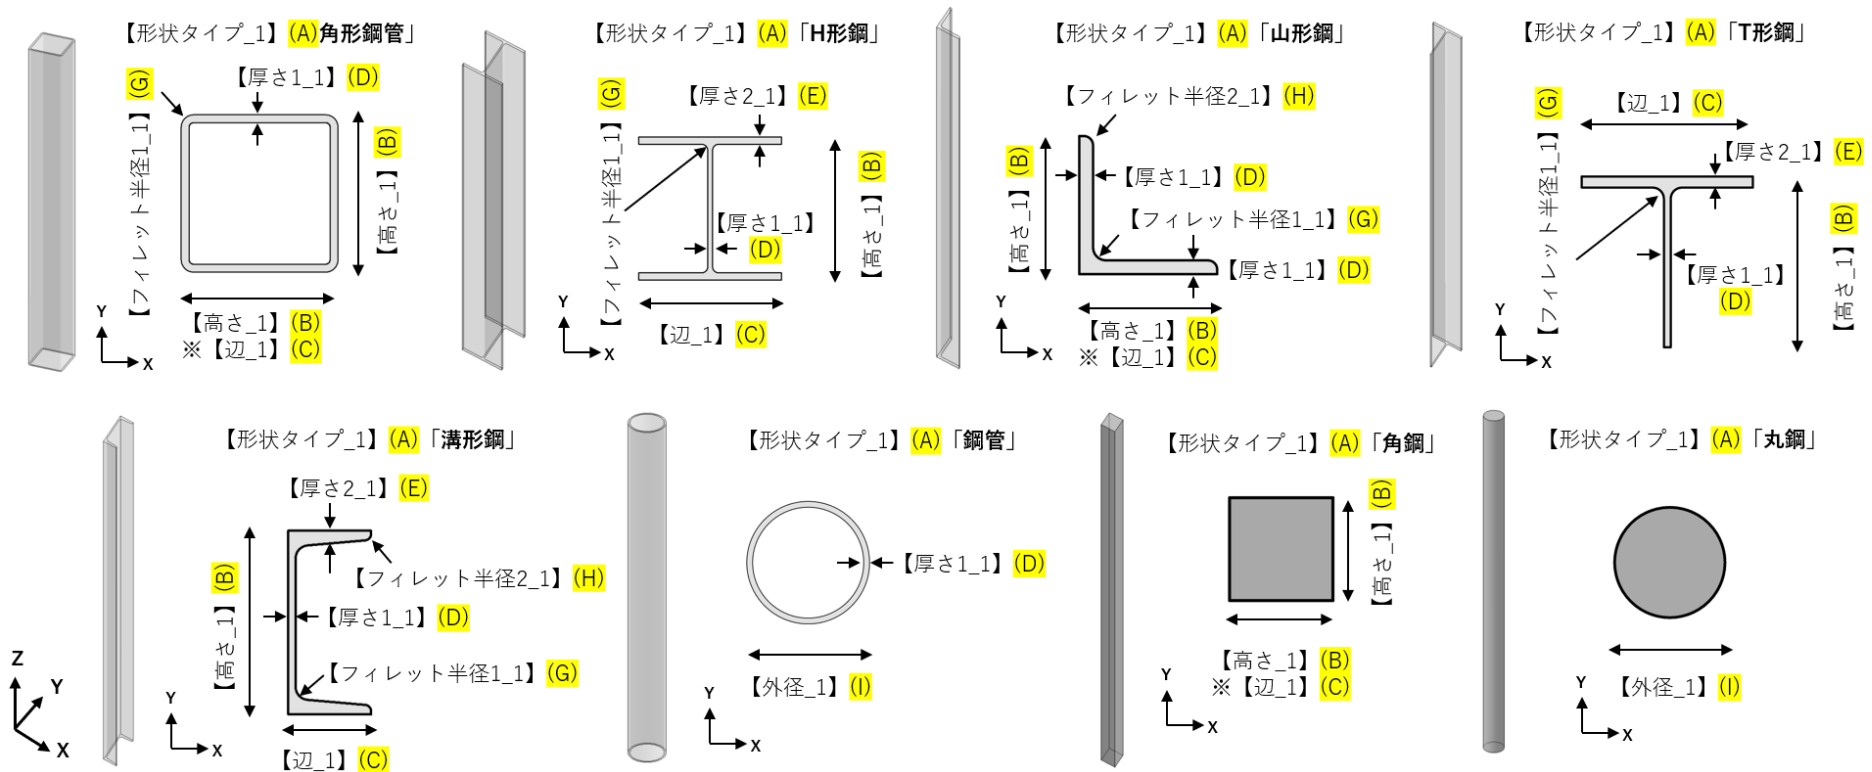 【形状タイプ_1】(A)角形鋼管」
【厚さ1_1】(D)
【フィレット半径1_1】(G)
【高さ_1】(B)
【高さ_1】(B)
※【辺_1】(C)
Y
X
【形状タイプ_1】(A)「H形鋼」
【厚さ2_1】(E)
【フィレット半径1_1】(G)
【高さ_1】(B)
【厚さ1_1】
(D)
【辺_1】(C)
Y
X
【形状タイプ_1】(A)「山形鋼」
【フィレット半径2_1】(H)
【高さ_1】(B)
【厚さ1_1】(D)
【フィレット半径1_1】(G)
【厚さ1_1】(D)
【高さ_1】(B)
※【辺_1】(C)
Y
X
【形状タイプ_1】(A)「T形鋼」
【辺_1】(C)
【フィレット半径1_1】(G)
【厚さ2_1】(E)
【高さ_1】(B)
【厚さ1_1】
(D)
Y
X
【形状タイプ_1】(A)「溝形鋼」
【厚さ2_1】(E)
【高さ_1】(B)
【フィレット半径2_1】(H)
【厚さ1_1】(D)
【フィレット半径1_1】(G)
【辺_1】(C)
Z
Y
X
Y
X
【形状タイプ_1】(A)「鋼管」
【厚さ1_1】(D)
【外径_1】(I)
Y
X
【形状タイプ_1】(A)「角鋼」
【高さ_1】(B)
【高さ_1】(B)
※【辺_1】(C)
Y
X
【形状タイプ_1】(A)「丸鋼」
【外径_1】(I)
Y
X